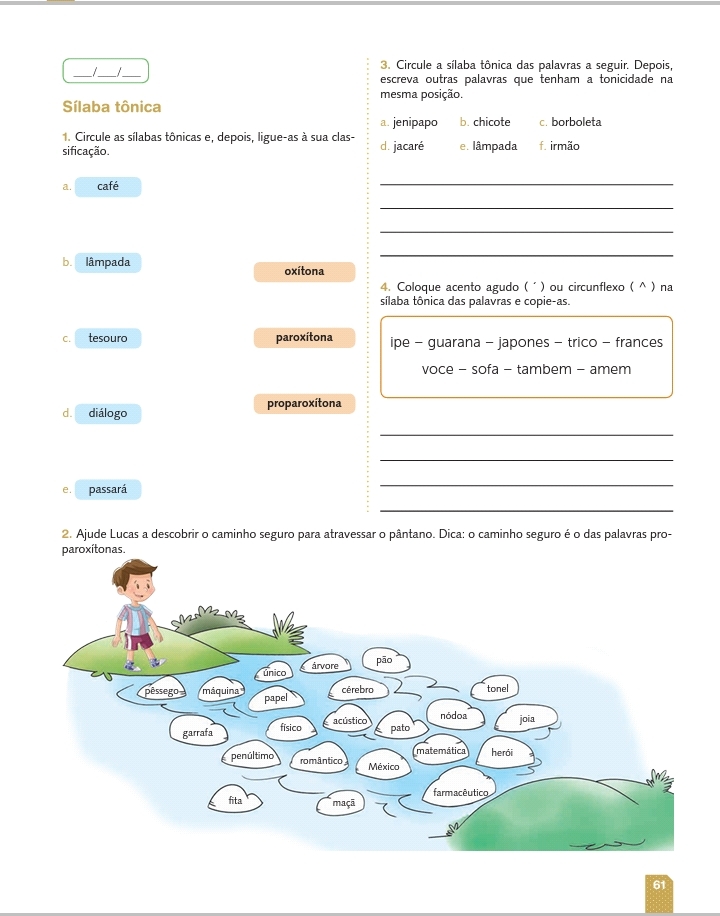 ___/___/___
Sílaba tônica
1. Circule as sílabas tônicas e, depois, ligue-as à sua clas-
sificação.
a. café
b. lâmpada
c. tesouro
d. diálogo
e. passará
oxítona
paroxítona
proparoxítona
3. Circule a sílaba tônica das palavras a seguir. Depois,
escreva outras palavras que tenham a tonicidade na
mesma posição.
a. jenipapo b. chicote c. borboleta
d. jacaré e. lâmpada f. irmão
4. Coloque acento agudo ( ´ ) ou circunflexo ( ^ ) na
sílaba tônica das palavras e copie-as.
ipe – guarana – japones – trico – frances
voce – sofa – tambem – amem
2. Ajude Lucas a descobrir o caminho seguro para atravessar o pântano. Dica: o caminho seguro é o das palavras pro-
paroxítonas.
único árvore pão
pêssego máquina papel cérebro tonel
garrafa físico acústico pato nódoa joia
penúltimo romântico México matemática herói
fita maçã farmacêutico
61